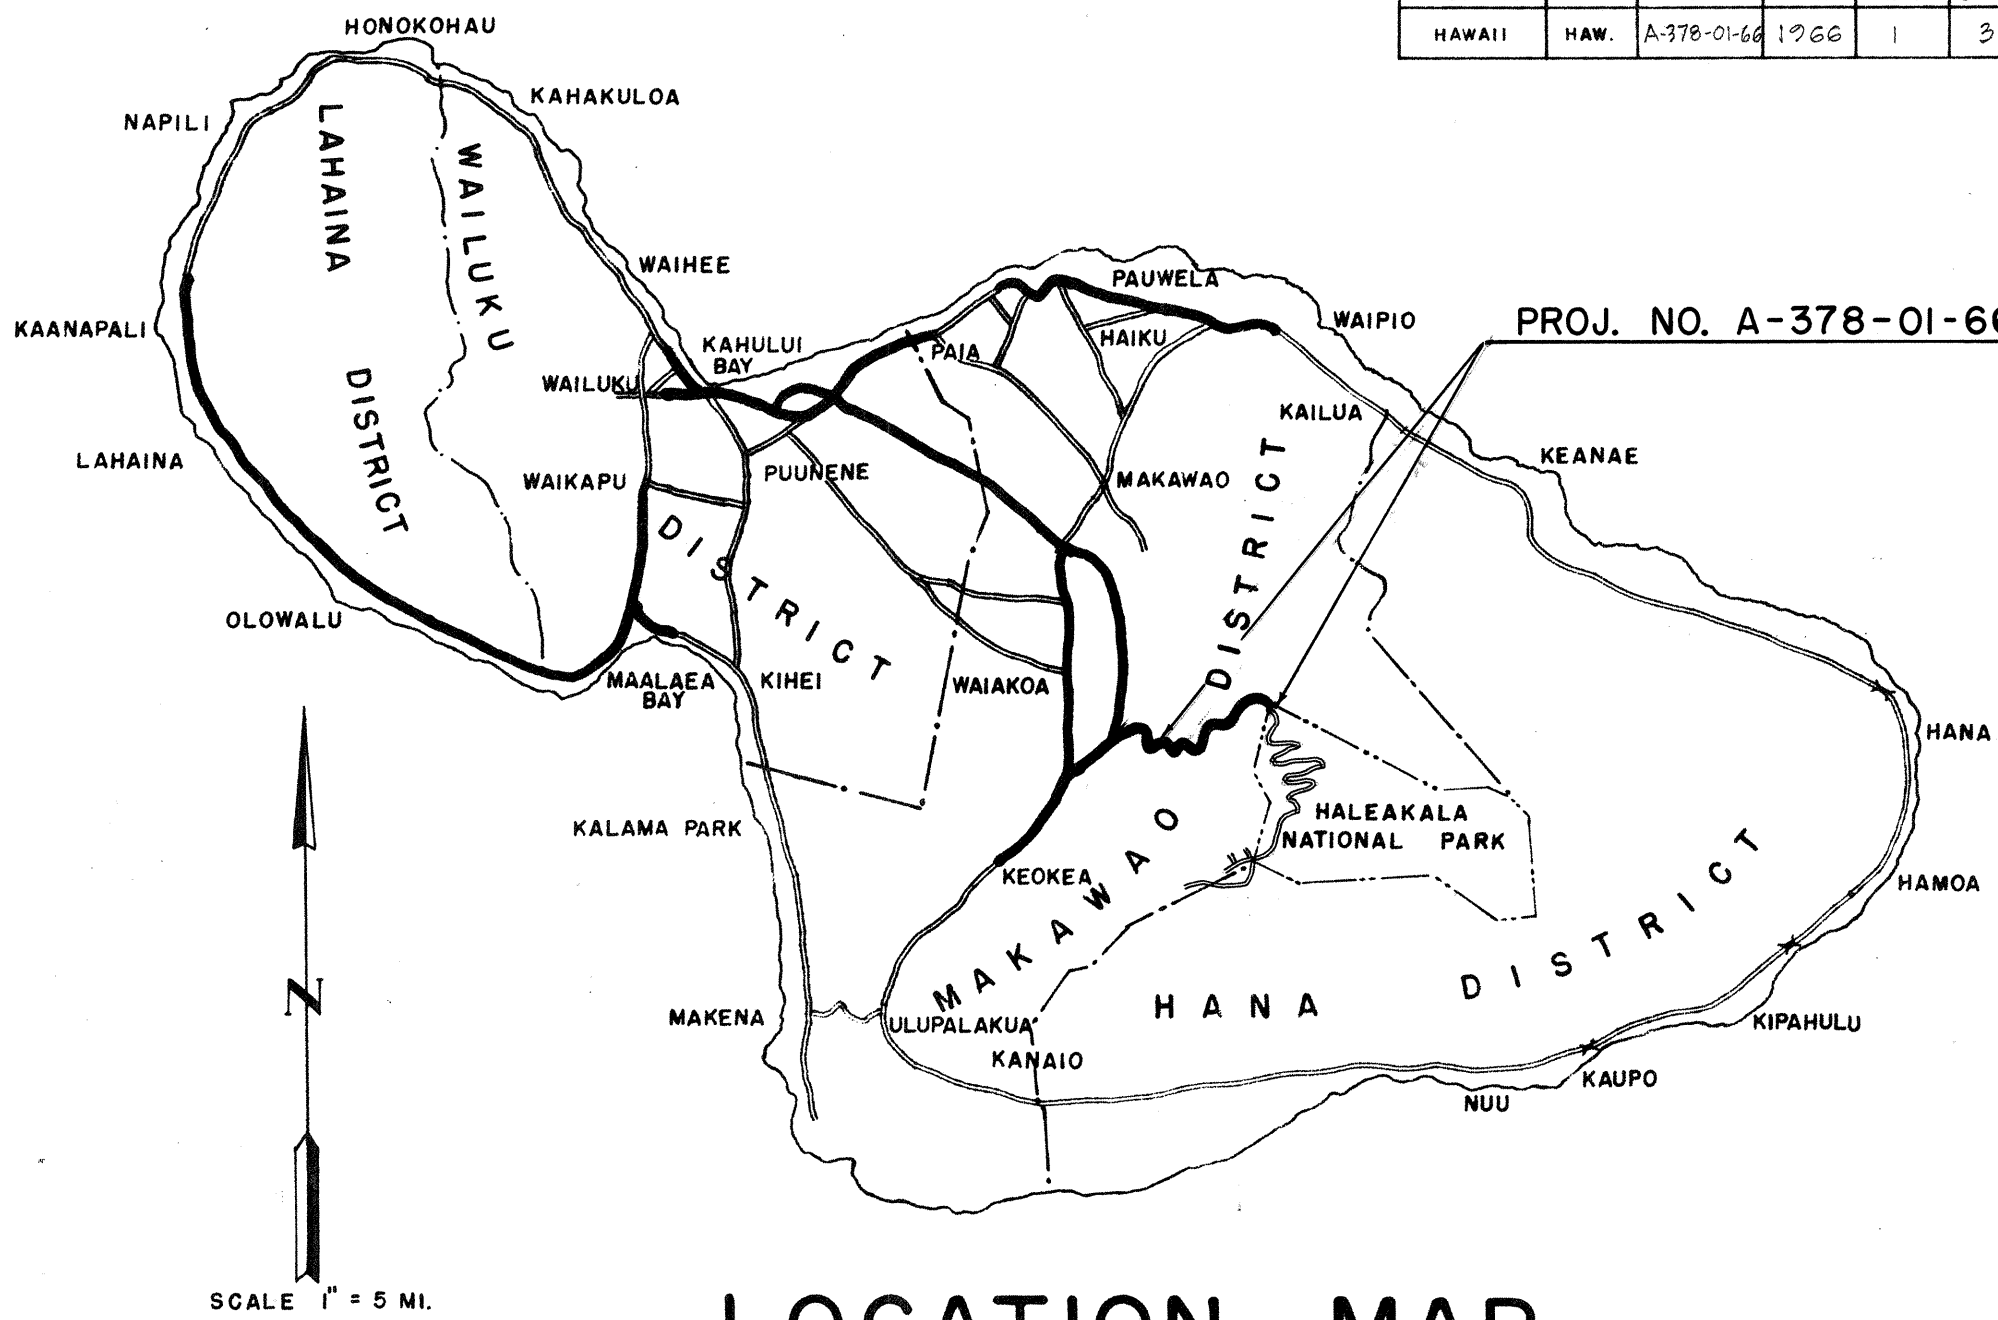 HAWAII HAW. A-378-01-66 1966 1 3
HONOKOHAU
KAHAKULOA
NAPILI
LAHAINA
DISTRICT
WAILUKU
DISTRICT
WAIHEE
KAANAPALI
KAHULUI
BAY
WAILUKU
PAIA
PAUWELA
HAIKU
WAIPIO
PROJ. NO. A-378-01-66
KAILUA
KEANAE
LAHAINA
WAIKAPU
PUUNENE
MAKAWAO
OLOWALU
MAALAEA
BAY
KIHEI
WAIAKOA
HANA
KALAMA PARK
HALEAKALA
NATIONAL PARK
KEOKEA
HAMOA
MAKAWAO
DISTRICT
HANA DISTRICT
MAKENA
ULUPALAKUA
KANAIO
KIPAHULU
KAUPO
NUU
N
SCALE 1" = 5 MI.
LOCATION MAP